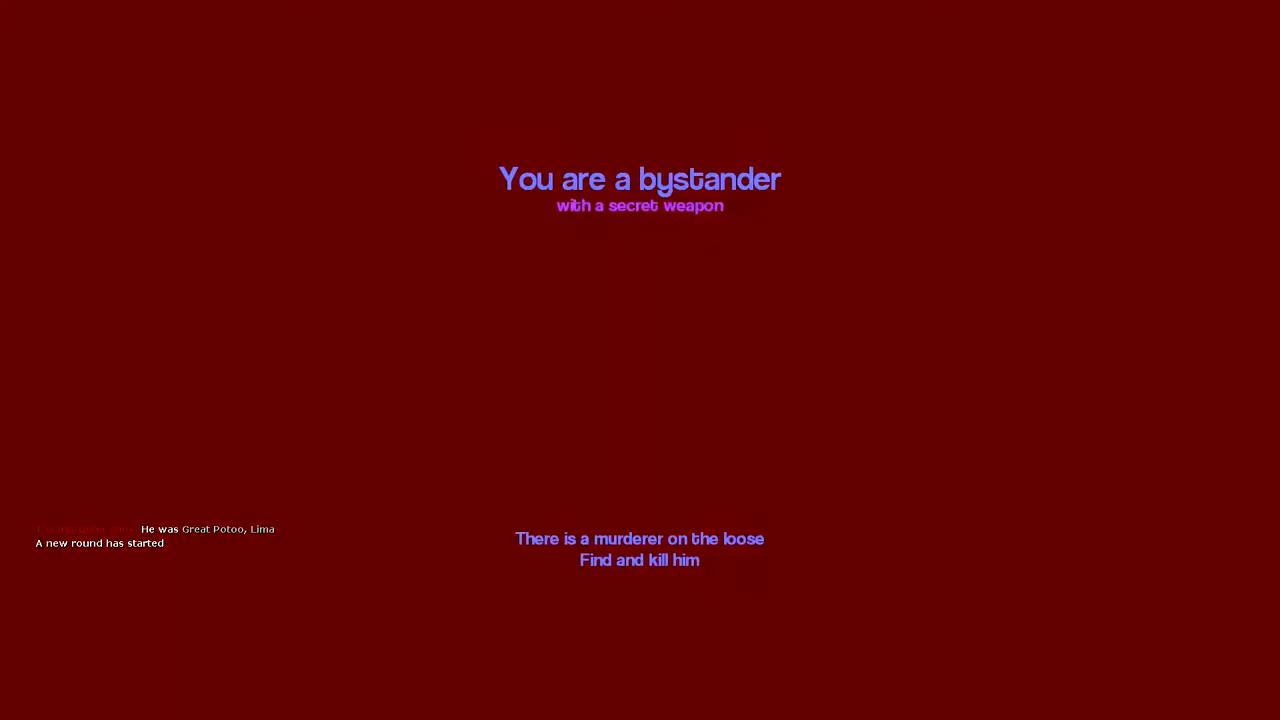 You are a bystander
with a secret weapon
He was Great Potoo, Lima
A new round has started
There is a murderer on the loose
Find and kill him